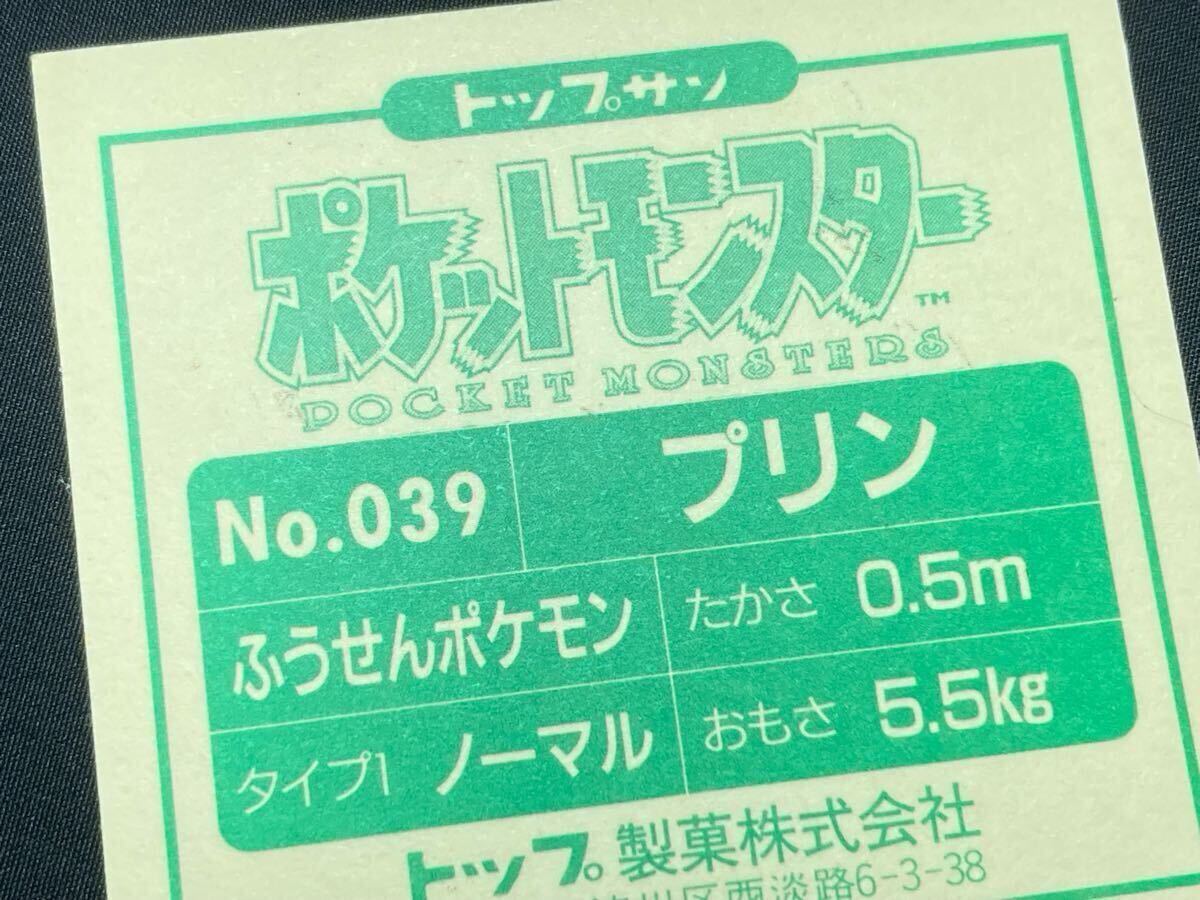 トップサン
ポケットモンスター
TM
POCKET MONSTERS
No.039 プリン
ふうせんポケモン たかさ 0.5m
タイプ1 ノーマル おもさ 5.5kg
トップ製菓株式会社
川区西淡路6-3-38